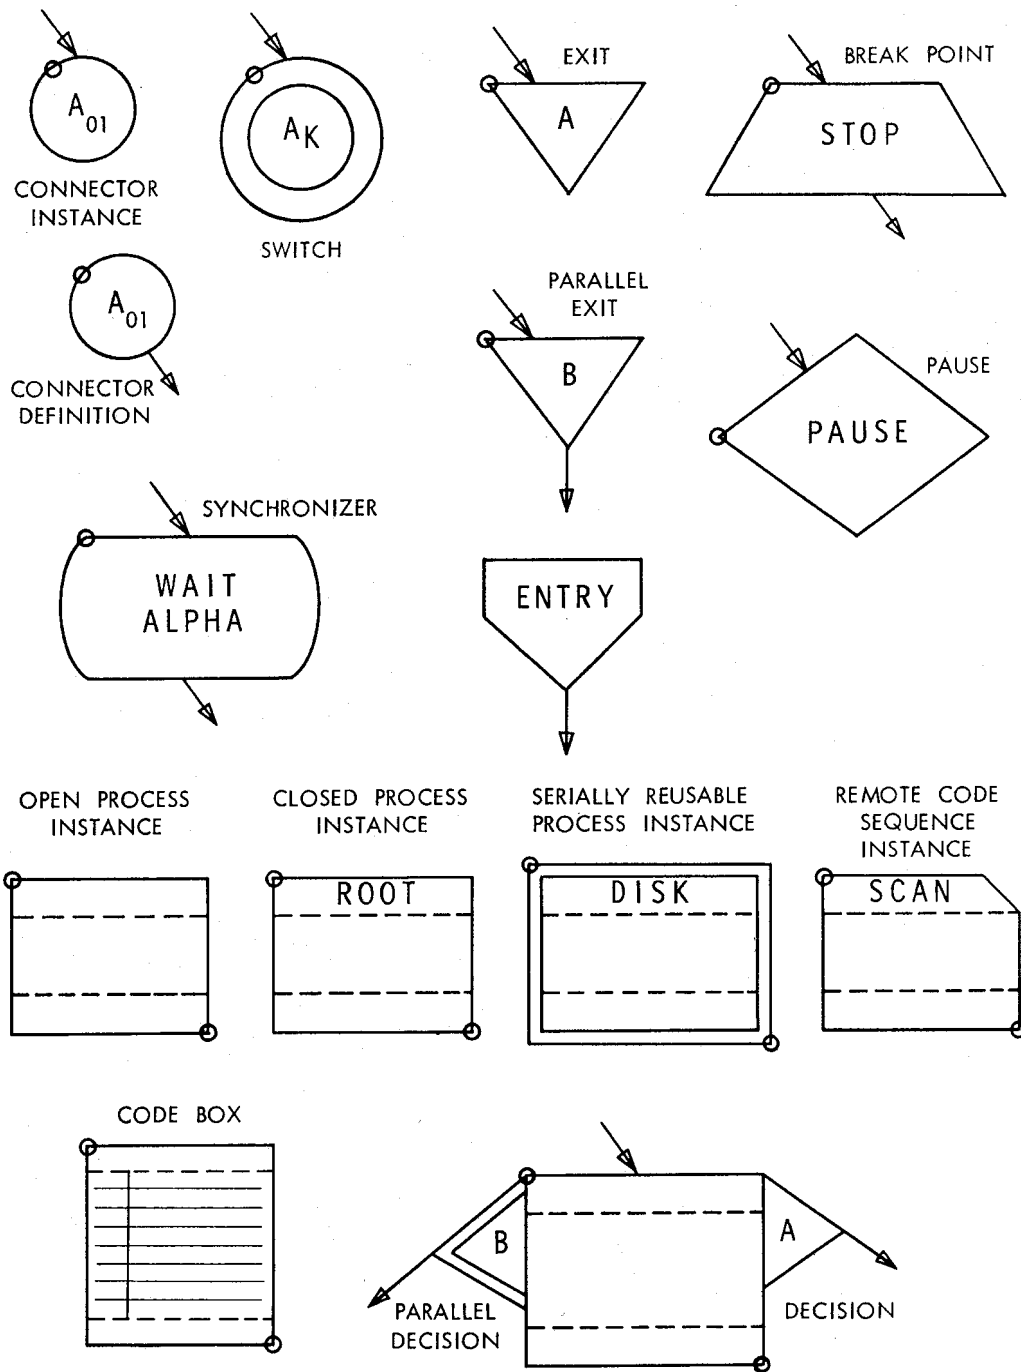 A01
CONNECTOR
INSTANCE
AK
SWITCH
EXIT
A
BREAK POINT
STOP
A01
CONNECTOR
DEFINITION
PARALLEL
EXIT
B
PAUSE
PAUSE
SYNCHRONIZER
WAIT
ALPHA
ENTRY
OPEN PROCESS
INSTANCE
CLOSED PROCESS
INSTANCE
ROOT
SERIALLY REUSABLE
PROCESS INSTANCE
DISK
REMOTE CODE
SEQUENCE
INSTANCE
SCAN
CODE BOX
B
PARALLEL
DECISION
A
DECISION